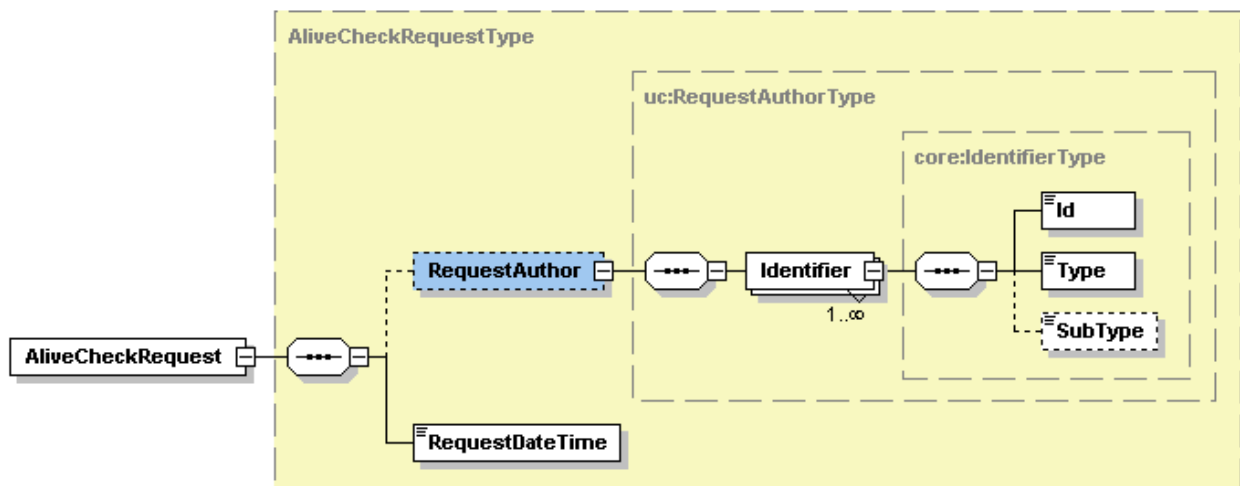 AliveCheckRequestType
uc:RequestAuthorType
core:IdentifierType
Id
RequestAuthor
Identifier
Type
1..∞
SubType
AliveCheckRequest
RequestDateTime